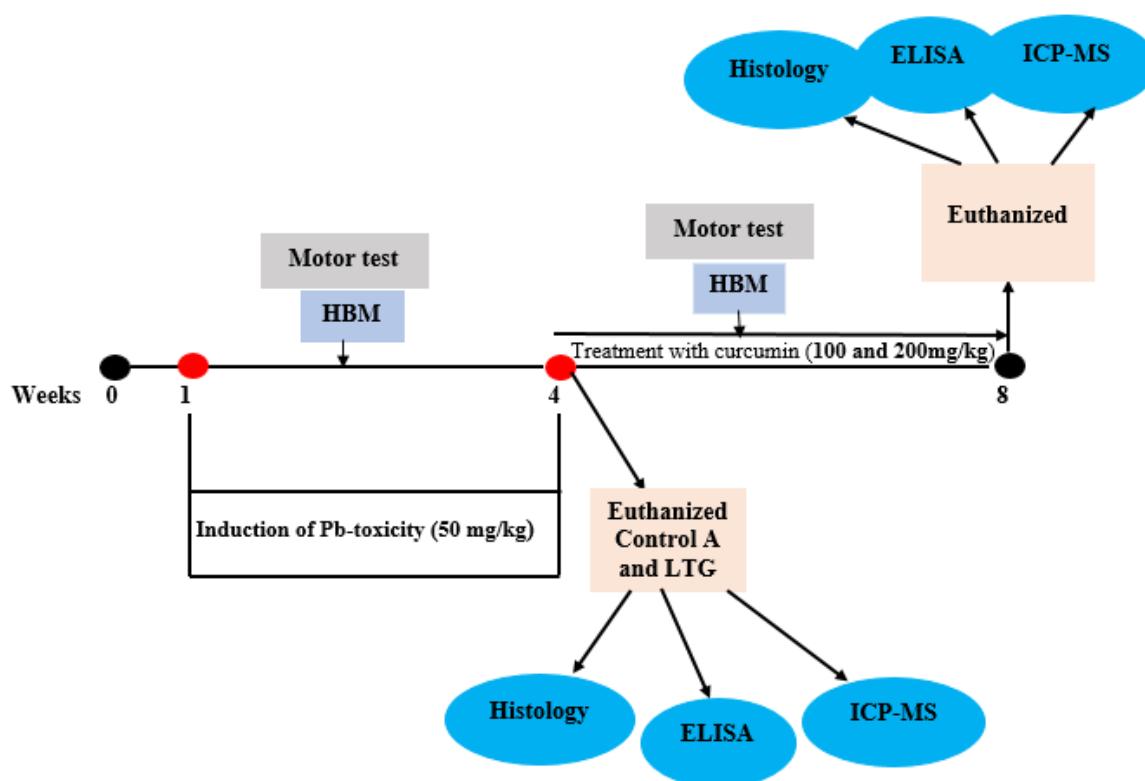 Histology
ELISA
ICP-MS
Euthanized
Motor test
HBM
Motor test
HBM
Treatment with curcumin (100 and 200mg/kg)
Weeks 0 1 4 8
Induction of Pb-toxicity (50 mg/kg)
Euthanized
Control A
and LTG
Histology
ELISA
ICP-MS